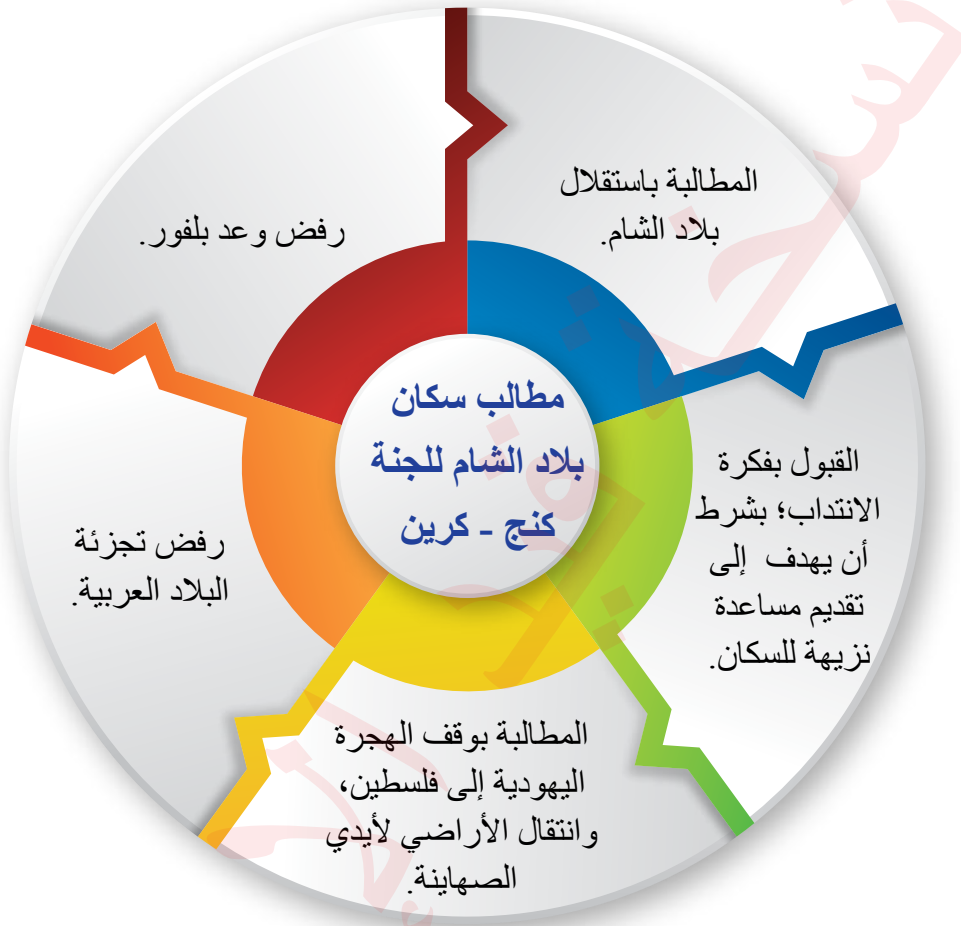 مطالب سكان
بلاد الشام للجنة
كنج - كرين
المطالبة باستقلال
بلاد الشام.
القبول بفكرة
الانتداب؛ بشرط
أن يهدف إلى
تقديم مساعدة
نزيهة للسكان.
المطالبة بوقف الهجرة
اليهودية إلى فلسطين،
وانتقال الأراضي لأيدي
الصهاينة.
رفض تجزئة
البلاد العربية.
رفض وعد بلفور.